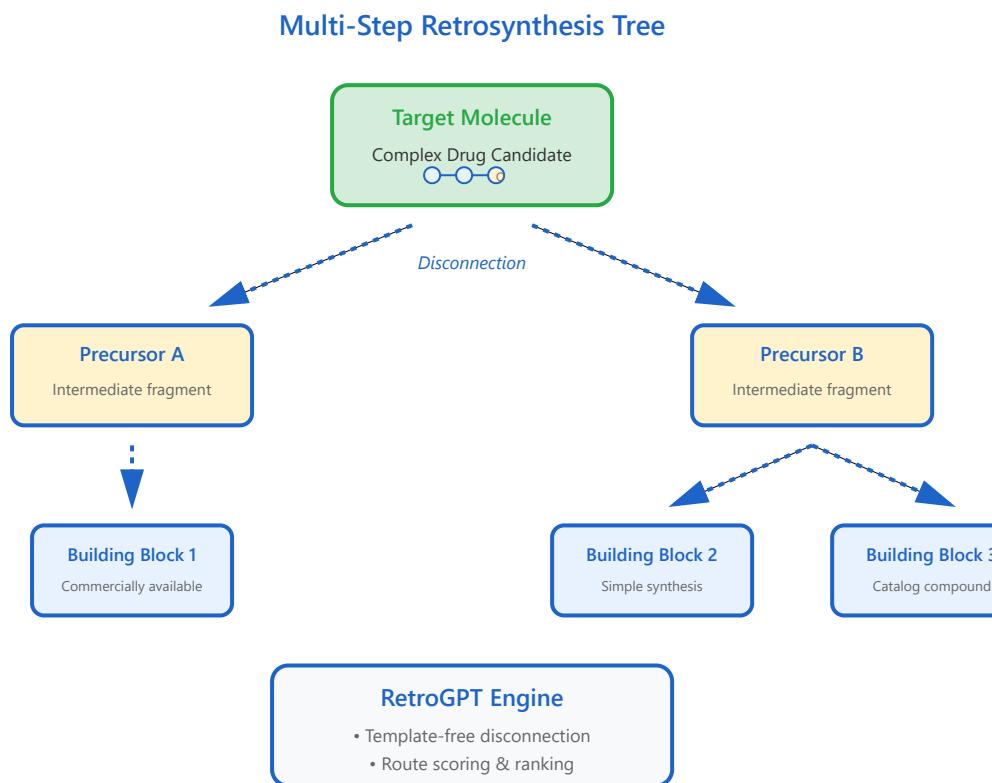 Multi-Step Retrosynthesis Tree
Target Molecule
Complex Drug Candidate
Disconnection
Precursor A
Intermediate fragment
Precursor B
Intermediate fragment
Building Block 1
Commercially available
Building Block 2
Simple synthesis
Building Block 3
Catalog compound
RetroGPT Engine
• Template-free disconnection
• Route scoring & ranking